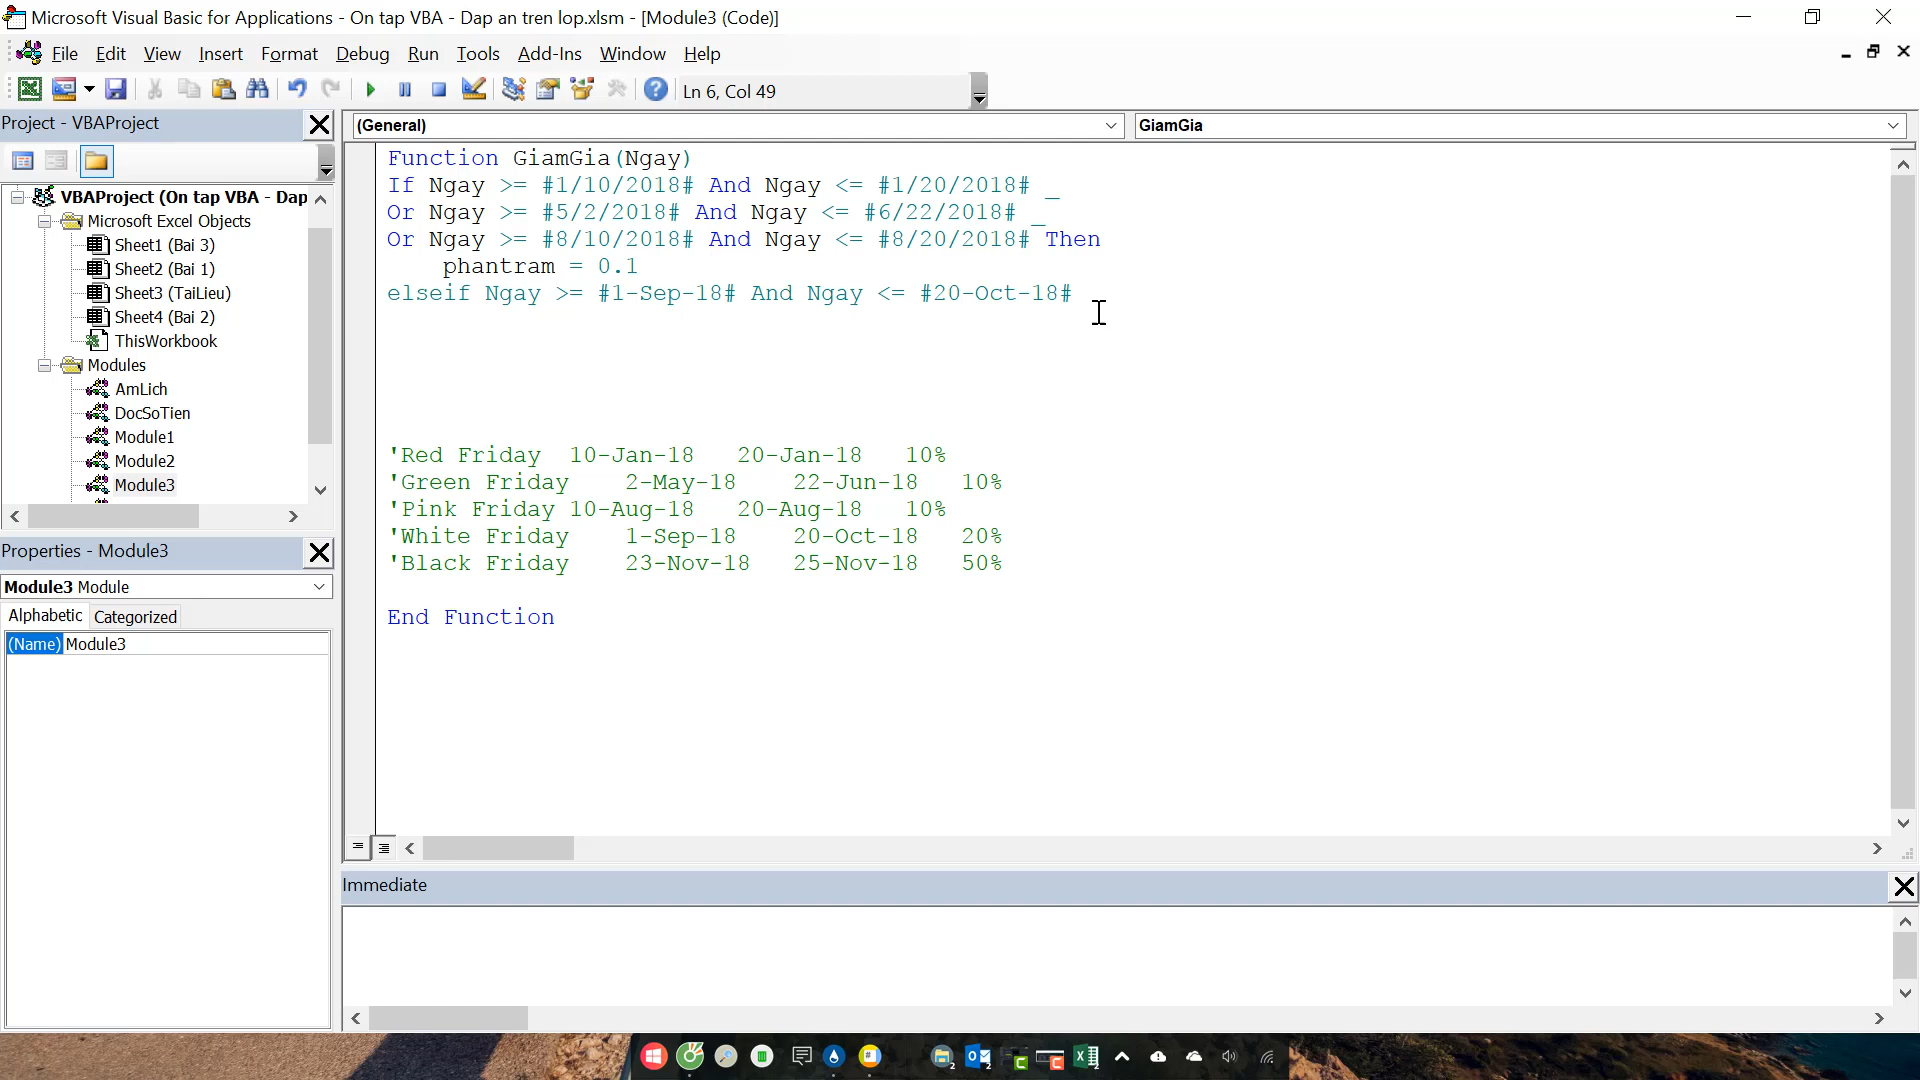 Microsoft Visual Basic for Applications - On tap VBA - Dap an tren lop.xlsm - [Module3 (Code)]
File Edit View Insert Format Debug Run Tools Add-Ins Window Help
Ln 6, Col 49
Project - VBAProject
VBAProject (On tap VBA - Dap
Microsoft Excel Objects
Sheet1 (Bai 3)
Sheet2 (Bai 1)
Sheet3 (TaiLieu)
Sheet4 (Bai 2)
ThisWorkbook
Modules
AmLich
DocSoTien
Module1
Module2
Module3
Properties - Module3
Module3 Module
Alphabetic Categorized
(Name) Module3
(General) GiamGia
Function GiamGia(Ngay)
If Ngay >= #1/10/2018# And Ngay <= #1/20/2018# _
Or Ngay >= #5/2/2018# And Ngay <= #6/22/2018# _
Or Ngay >= #8/10/2018# And Ngay <= #8/20/2018# Then
phantram = 0.1
elseif Ngay >= #1-Sep-18# And Ngay <= #20-Oct-18#
'Red Friday 10-Jan-18 20-Jan-18 10%
'Green Friday 2-May-18 22-Jun-18 10%
'Pink Friday 10-Aug-18 20-Aug-18 10%
'White Friday 1-Sep-18 20-Oct-18 20%
'Black Friday 23-Nov-18 25-Nov-18 50%
End Function
Immediate